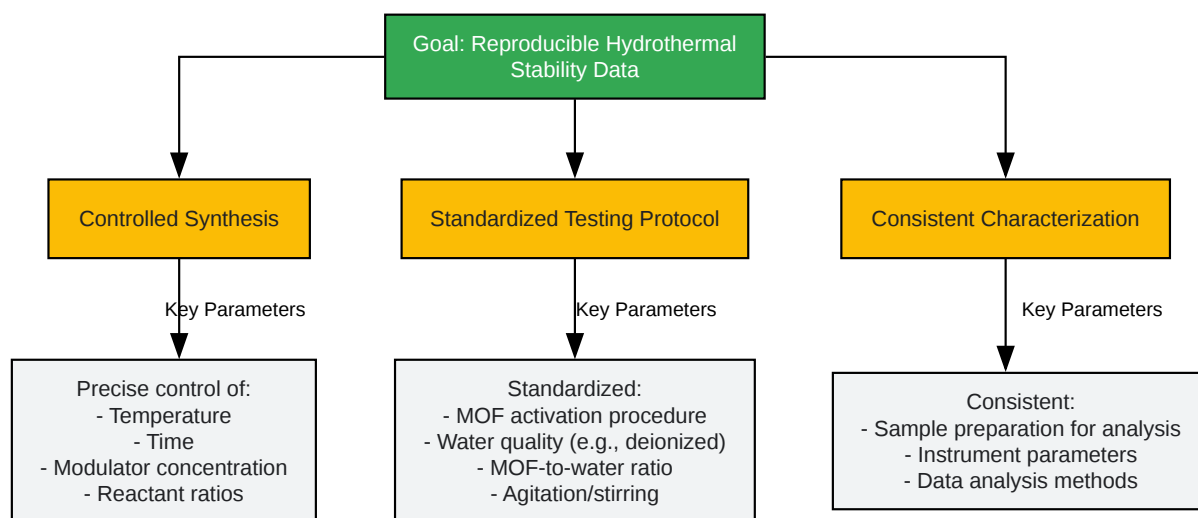 Goal: Reproducible Hydrothermal
Stability Data
Controlled Synthesis
Standardized Testing Protocol
Consistent Characterization
Key Parameters
Key Parameters
Key Parameters
Precise control of:
- Temperature
- Time
- Modulator concentration
- Reactant ratios
Standardized:
- MOF activation procedure
- Water quality (e.g., deionized)
- MOF-to-water ratio
- Agitation/stirring
Consistent:
- Sample preparation for analysis
- Instrument parameters
- Data analysis methods